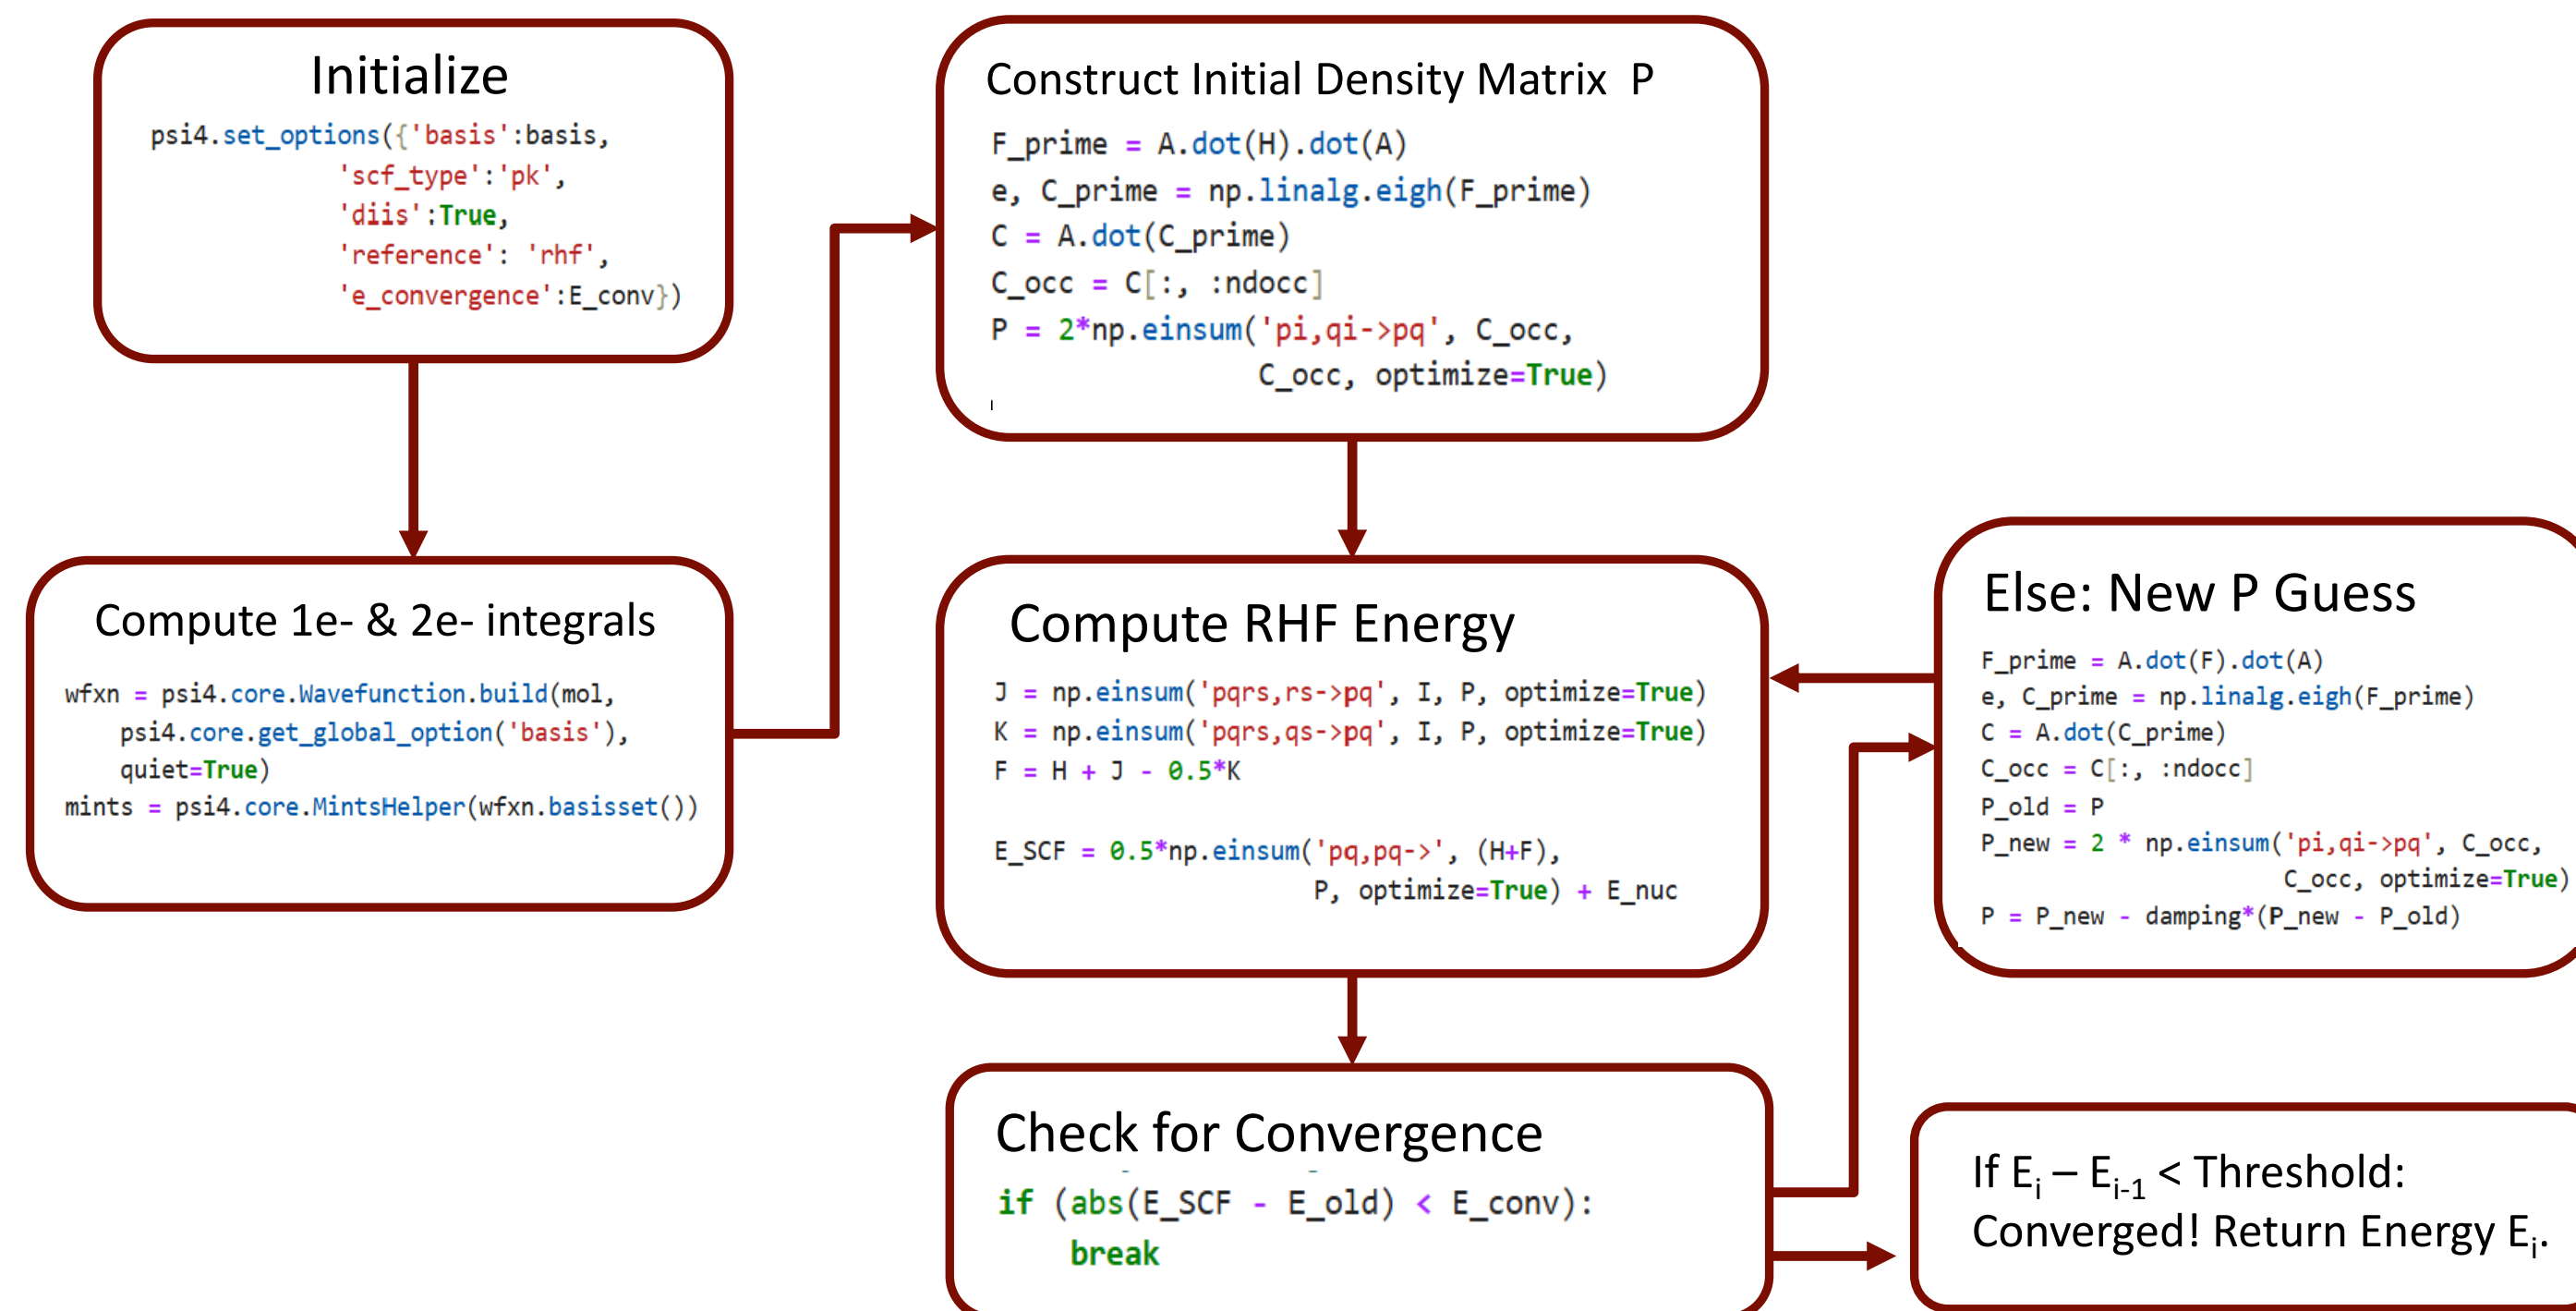 Initialize
psi4.set_options({'basis':basis,
'scf_type':'pk',
'diis':True,
'reference': 'rhf',
'e_convergence':E_conv})
Compute 1e- & 2e- integrals
wfxn = psi4.core.Wavefunction.build(mol,
psi4.core.get_global_option('basis'),
quiet=True)
mints = psi4.core.MintsHelper(wfxn.basisset())
Construct Initial Density Matrix P
F_prime = A.dot(H).dot(A)
e, C_prime = np.linalg.eigh(F_prime)
C = A.dot(C_prime)
C_occ = C[:, :ndocc]
P = 2*np.einsum('pi,qi->pq', C_occ,
C_occ, optimize=True)
Compute RHF Energy
J = np.einsum('pqrs,rs->pq', I, P, optimize=True)
K = np.einsum('pqrs,qs->pq', I, P, optimize=True)
F = H + J - 0.5*K
E_SCF = 0.5*np.einsum('pq,pq->', (H+F),
P, optimize=True) + E_nuc
Check for Convergence
if (abs(E_SCF - E_old) < E_conv):
break
Else: New P Guess
F_prime = A.dot(F).dot(A)
e, C_prime = np.linalg.eigh(F_prime)
C = A.dot(C_prime)
C_occ = C[:, :ndocc]
P_old = P
P_new = 2 * np.einsum('pi,qi->pq', C_occ,
C_occ, optimize=True)
P = P_new - damping*(P_new - P_old)
If E_i – E_i-1 < Threshold:
Converged! Return Energy E_i.